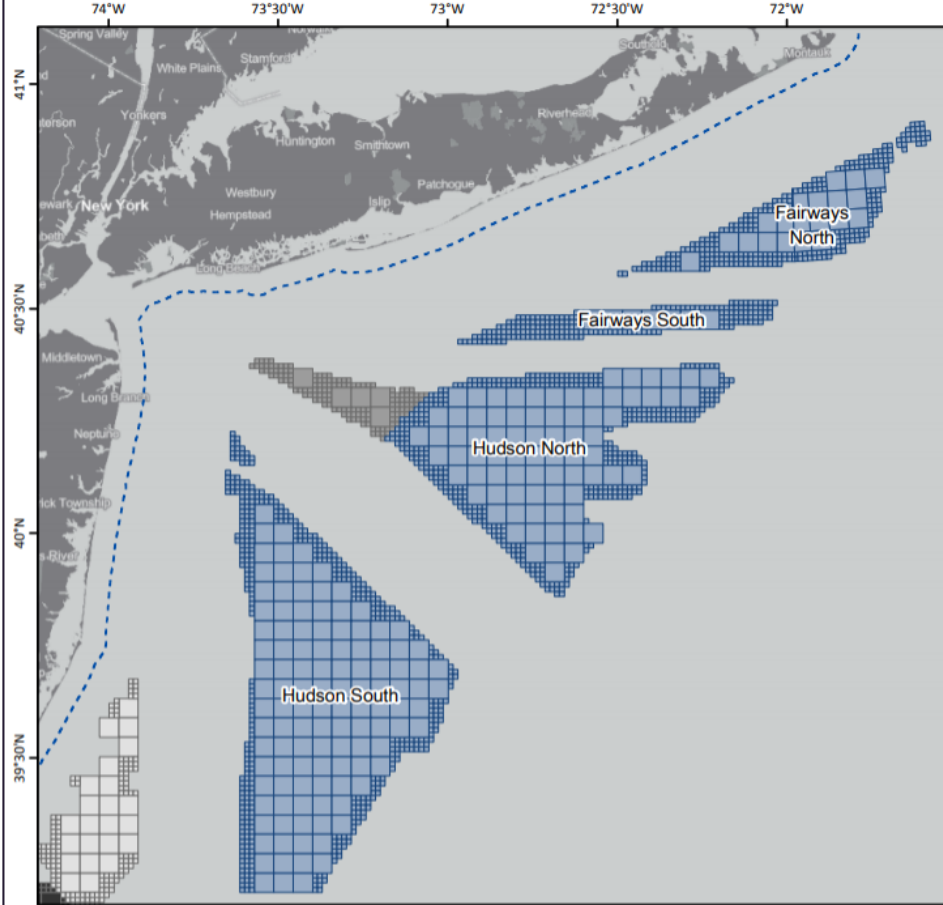 74°W
73°30'W
73°W
72°30'W
72°W
41°N
40°30'N
40°N
39°30'N
Spring Valley
White Plains
Stamford
Yonkers
Huntington
Smithtown
Riverhead
Montauk
Westbury
Patchogue
Islip
New York
Hempstead
Long Beach
Middletown
Long Branch
Neptune
Fairways
North
Fairways South
Hudson North
Hudson South